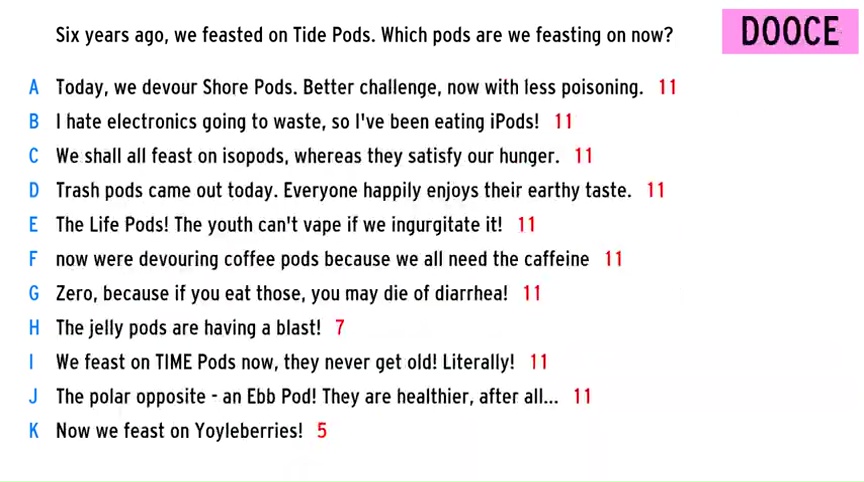 Six years ago, we feasted on Tide Pods. Which pods are we feasting on now?
DOOCE
A Today, we devour Shore Pods. Better challenge, now with less poisoning. 11
B I hate electronics going to waste, so I've been eating iPods! 11
C We shall all feast on isopods, whereas they satisfy our hunger. 11
D Trash pods came out today. Everyone happily enjoys their earthy taste. 11
E The Life Pods! The youth can't vape if we ingurgitate it! 11
F now were devouring coffee pods because we all need the caffeine 11
G Zero, because if you eat those, you may die of diarrhea! 11
H The jelly pods are having a blast! 7
I We feast on TIME Pods now, they never get old! Literally! 11
J The polar opposite - an Ebb Pod! They are healthier, after all... 11
K Now we feast on Yoyleberries! 5